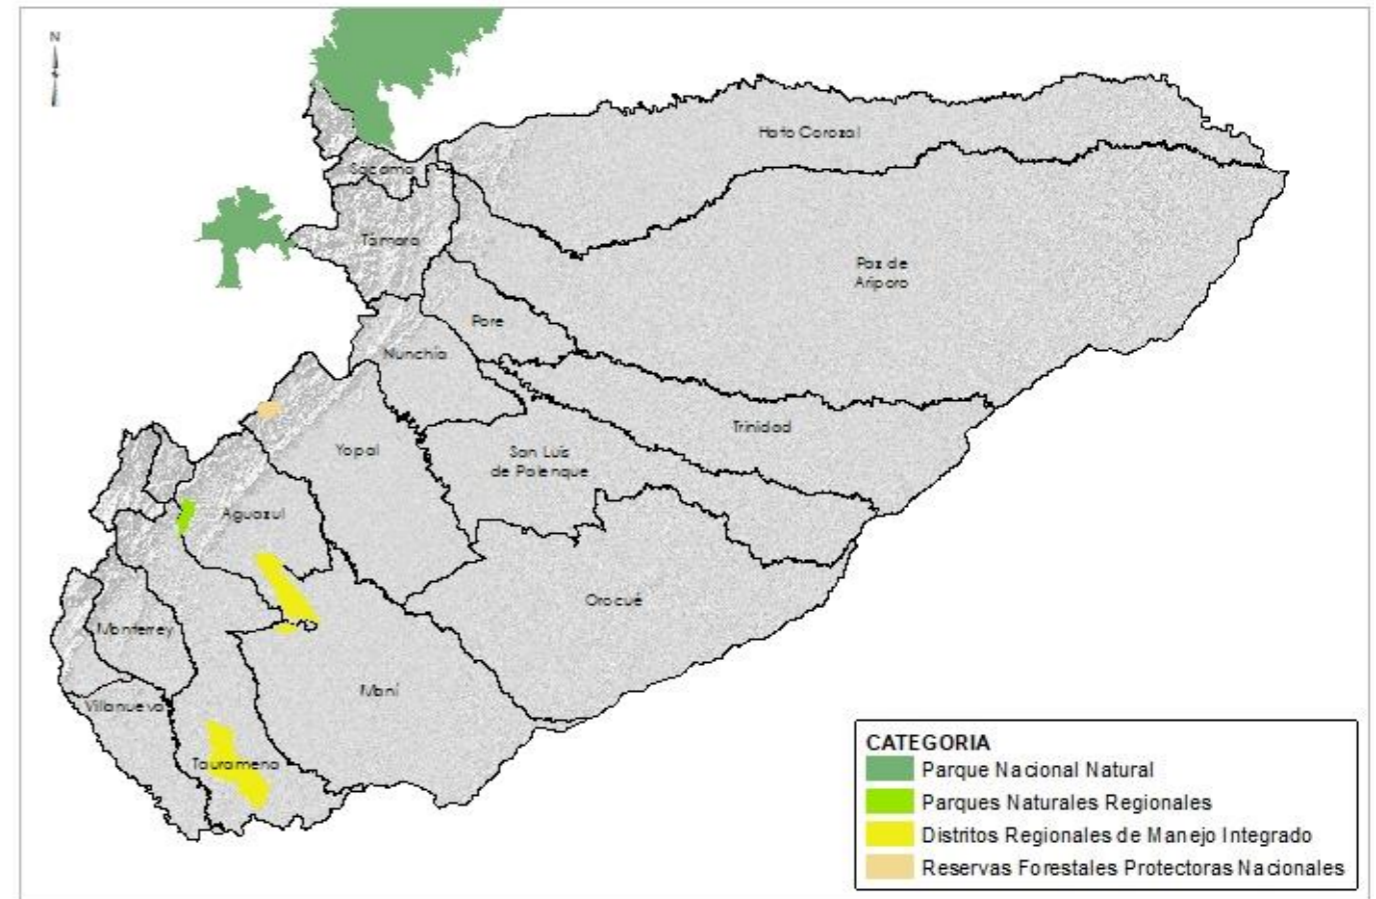 N
Hato Corozal
Sácama
Támara
Paz de
Ariporo
Pore
Nunchía
Trinidad
Yopal
San Luis
de Palenque
Aguazul
Orocué
Monterrey
Maní
Villanueva
Tauramena
CATEGORIA
Parque Nacional Natural
Parques Naturales Regionales
Distritos Regionales de Manejo Integrado
Reservas Forestales Protectoras Nacionales